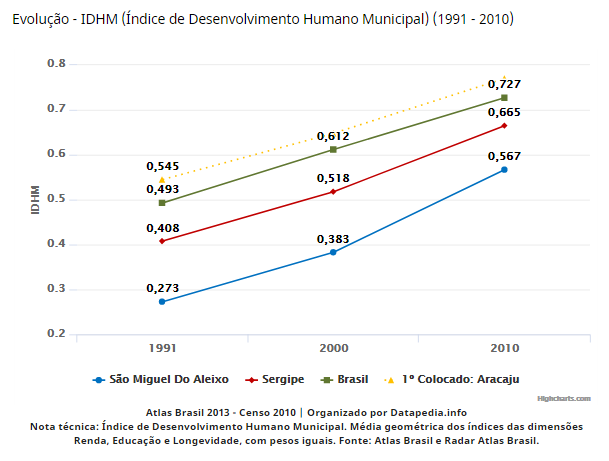 Evolução - IDHM (Índice de Desenvolvimento Humano Municipal) (1991 - 2010)
0.8
0.7
0.6
0.5
0.4
0.3
0.2
IDHM
0,545
0,493
0,408
0,273
0,612
0,518
0,383
0,727
0,665
0,567
1991 2000 2010
São Miguel Do Aleixo Sergipe Brasil 1º Colocado: Aracaju
Highcharts.com
Atlas Brasil 2013 - Censo 2010 | Organizado por Datapedia.info
Nota técnica: Índice de Desenvolvimento Humano Municipal. Média geométrica dos índices das dimensões
Renda, Educação e Longevidade, com pesos iguais. Fonte: Atlas Brasil e Radar Atlas Brasil.